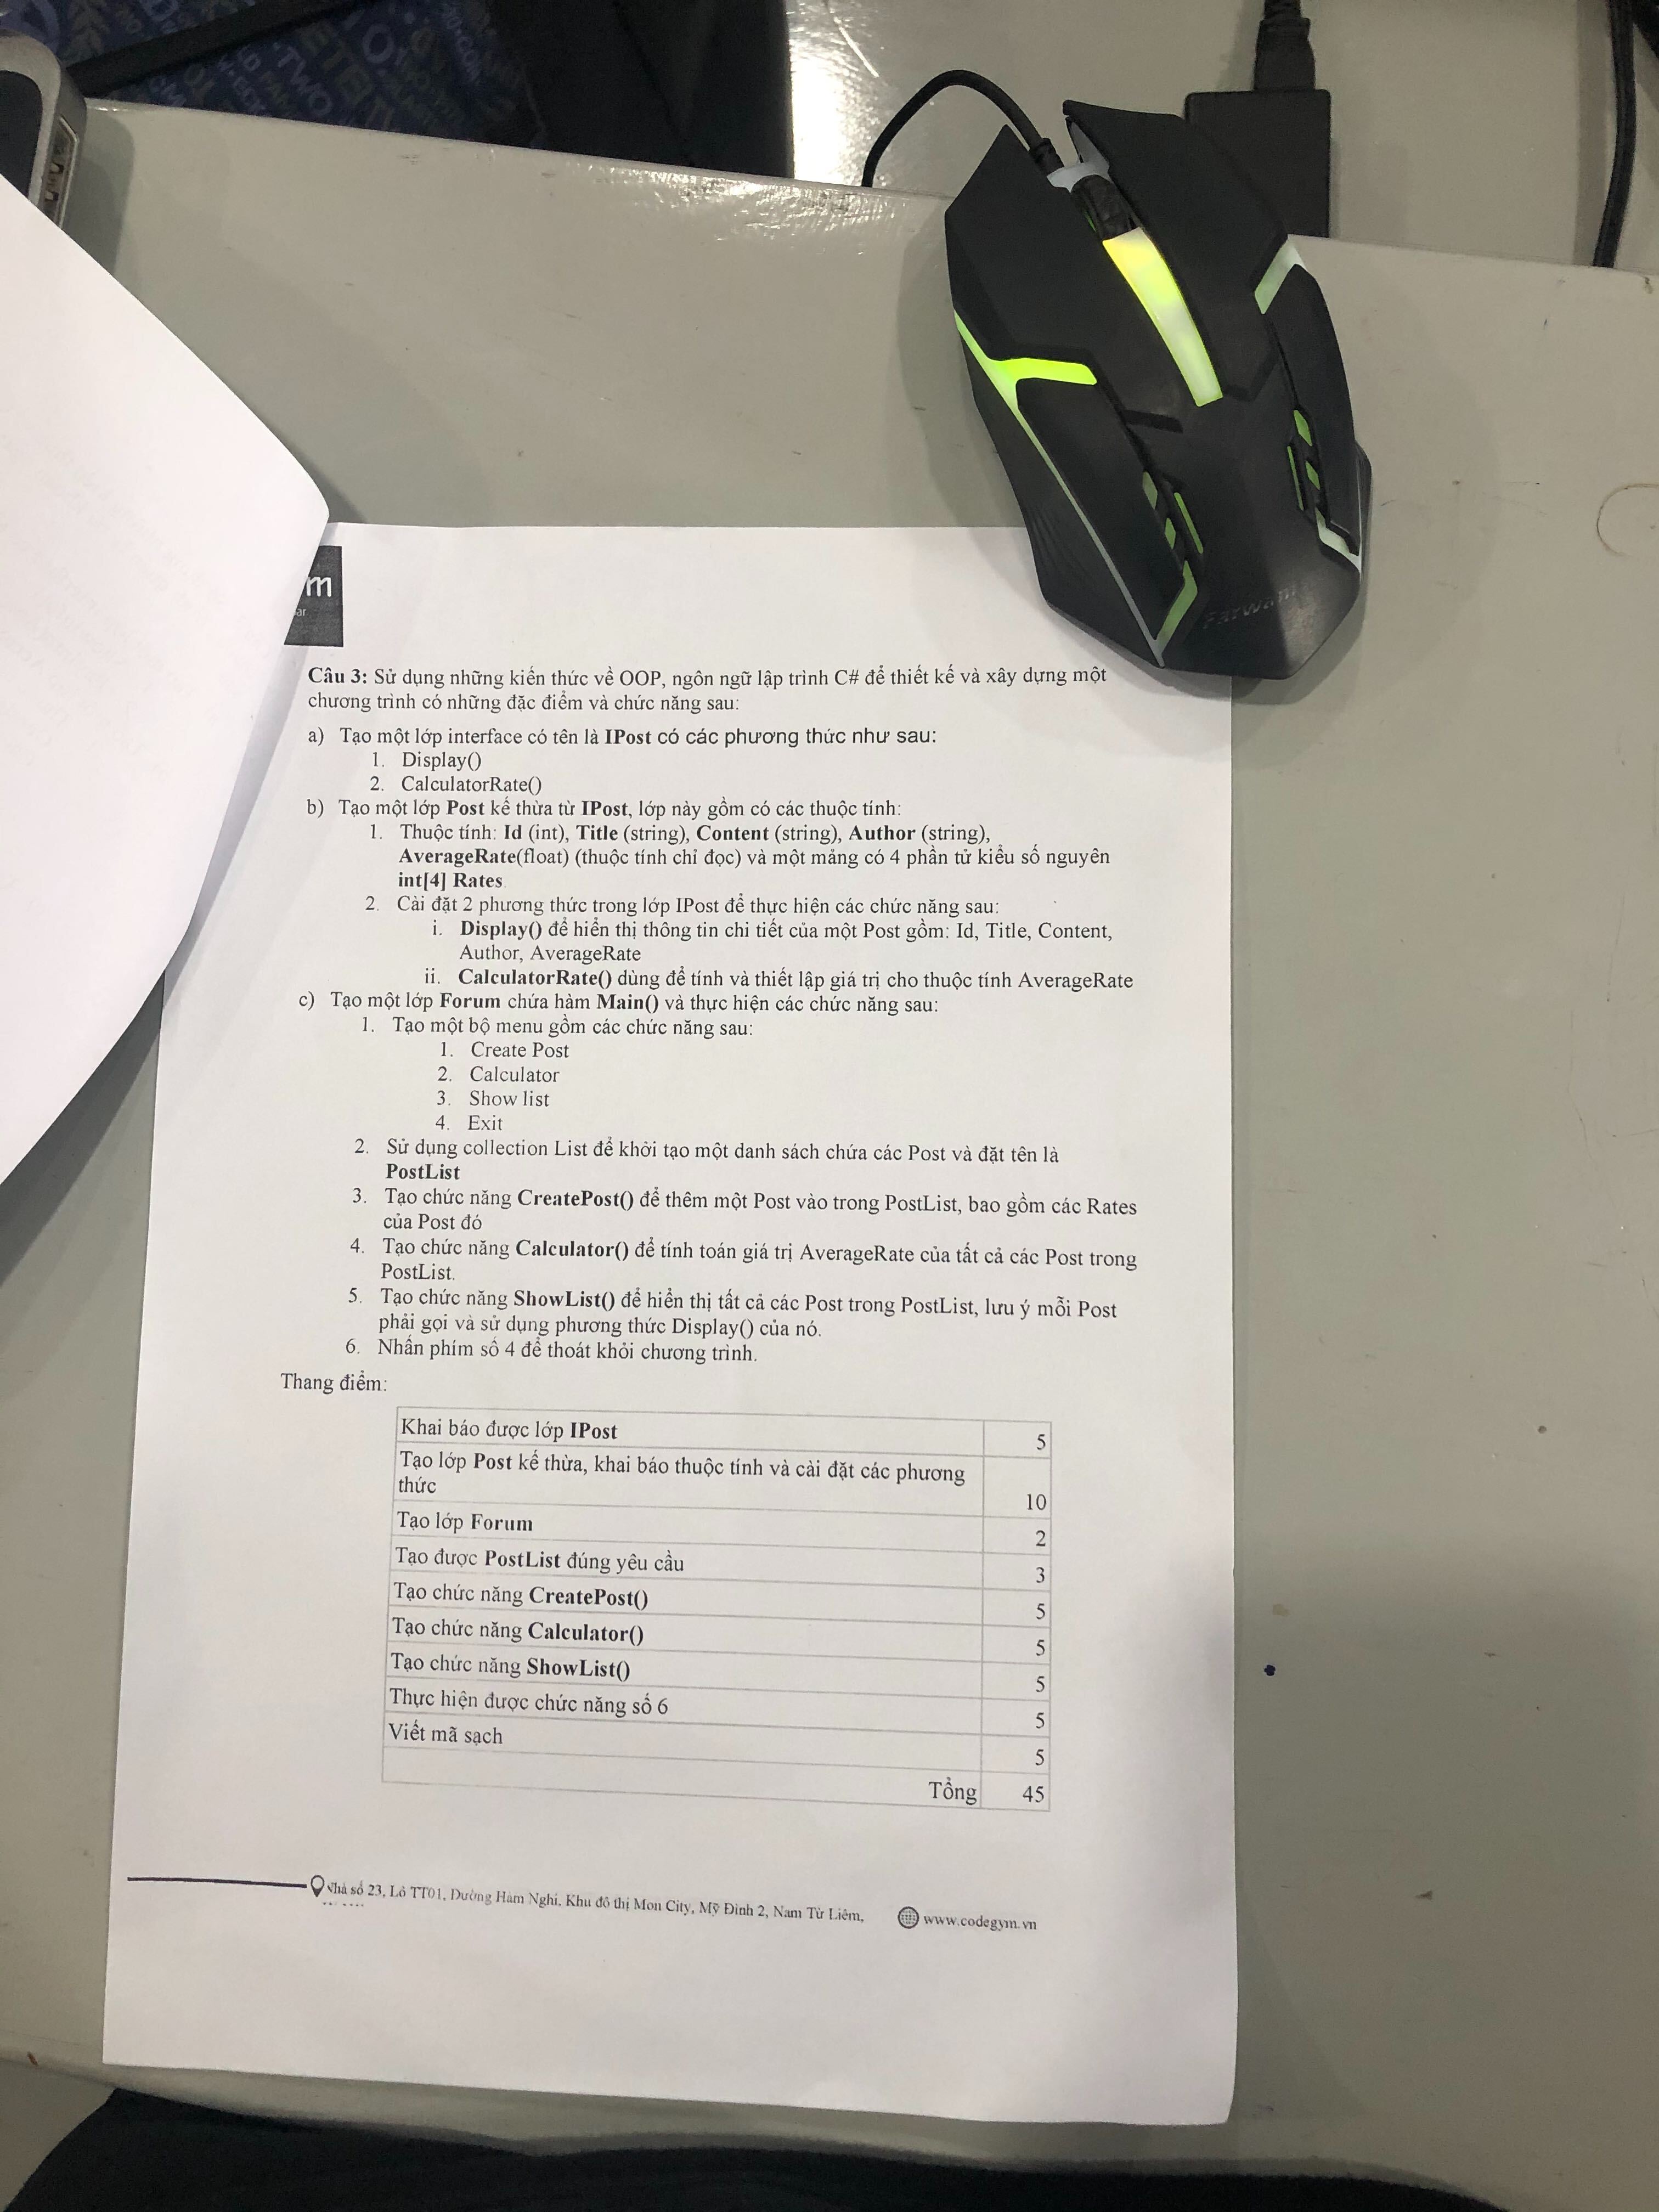 m
ar
Câu 3: Sử dụng những kiến thức về OOP, ngôn ngữ lập trình C# để thiết kế và xây dựng một
chương trình có những đặc điểm và chức năng sau:
a) Tạo một lớp interface có tên là IPost có các phương thức như sau:
1. Display()
2. CalculatorRate()
b) Tạo một lớp Post kế thừa từ IPost, lớp này gồm có các thuộc tính:
1. Thuộc tính: Id (int), Title (string), Content (string), Author (string),
AverageRate(float) (thuộc tính chỉ đọc) và một mảng có 4 phần tử kiểu số nguyên
int[4] Rates.
2. Cài đặt 2 phương thức trong lớp IPost để thực hiện các chức năng sau:
i. Display() để hiển thị thông tin chi tiết của một Post gồm: Id, Title, Content,
Author, AverageRate
ii. CalculatorRate() dùng để tính và thiết lập giá trị cho thuộc tính AverageRate
c) Tạo một lớp Forum chứa hàm Main() và thực hiện các chức năng sau:
1. Tạo một bộ menu gồm các chức năng sau:
1. Create Post
2. Calculator
3. Show list
4. Exit
2. Sử dụng collection List để khởi tạo một danh sách chứa các Post và đặt tên là
PostList
3. Tạo chức năng CreatePost() để thêm một Post vào trong PostList, bao gồm các Rates
của Post đó
4. Tạo chức năng Calculator() để tính toán giá trị AverageRate của tất cả các Post trong
PostList.
5. Tạo chức năng ShowList() để hiển thị tất cả các Post trong PostList, lưu ý mỗi Post
phải gọi và sử dụng phương thức Display() của nó.
6. Nhấn phím số 4 để thoát khỏi chương trình.
Thang điểm:
Khai báo được lớp IPost 5
Tạo lớp Post kế thừa, khai báo thuộc tính và cài đặt các phương
thức 10
Tạo lớp Forum 2
Tạo được PostList đúng yêu cầu 3
Tạo chức năng CreatePost() 5
Tạo chức năng Calculator() 5
Tạo chức năng ShowList() 5
Thực hiện được chức năng số 6 5
Viết mã sạch 5
Tổng 45
Nhà số 23, Lô TT01, Đường Hàm Nghi, Khu đô thị Mon City, Mỹ Đình 2, Nam Từ Liêm,
www.codegym.vn